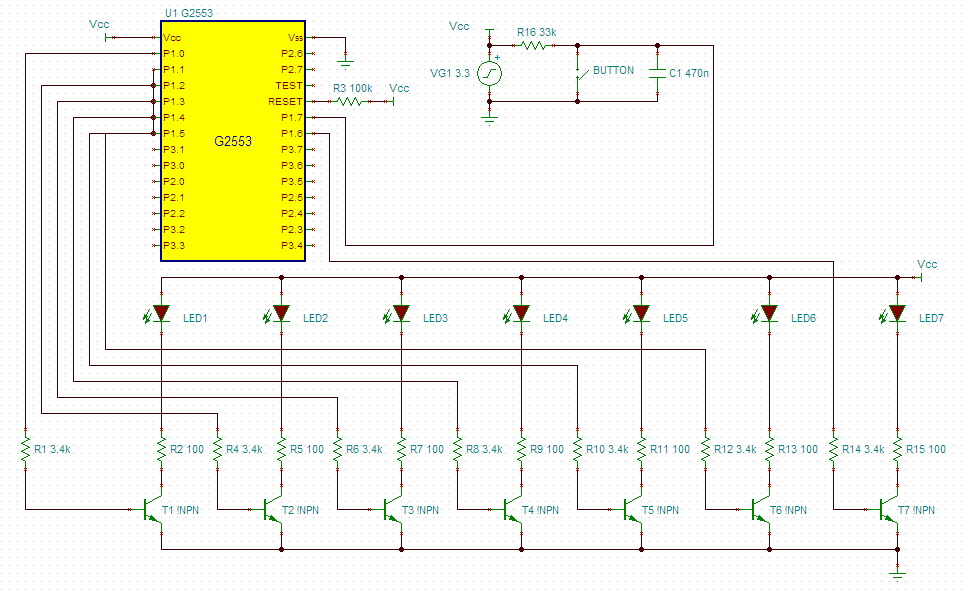 U1 G2553
Vcc
Vcc
P1.0
P1.1
P1.2
P1.3
P1.4
P1.5
P3.1
P3.0
P2.0
P2.1
P2.2
P3.2
P3.3
G2553
Vss
P2.6
P2.7
TEST
RESET
P1.7
P1.6
P3.7
P3.6
P3.5
P2.5
P2.4
P2.3
P3.4
R3 100k
Vcc
Vcc
R16 33k
VG1 3.3
+
BUTTON
C1 470n
Vcc
LED1
LED2
LED3
LED4
LED5
LED6
LED7
R1 3.4k
R2 100
R4 3.4k
R5 100
R6 3.4k
R7 100
R8 3.4k
R9 100
R10 3.4k
R11 100
R12 3.4k
R13 100
R14 3.4k
R15 100
T1 !NPN
T2 !NPN
T3 !NPN
T4 !NPN
T5 !NPN
T6 !NPN
T7 !NPN